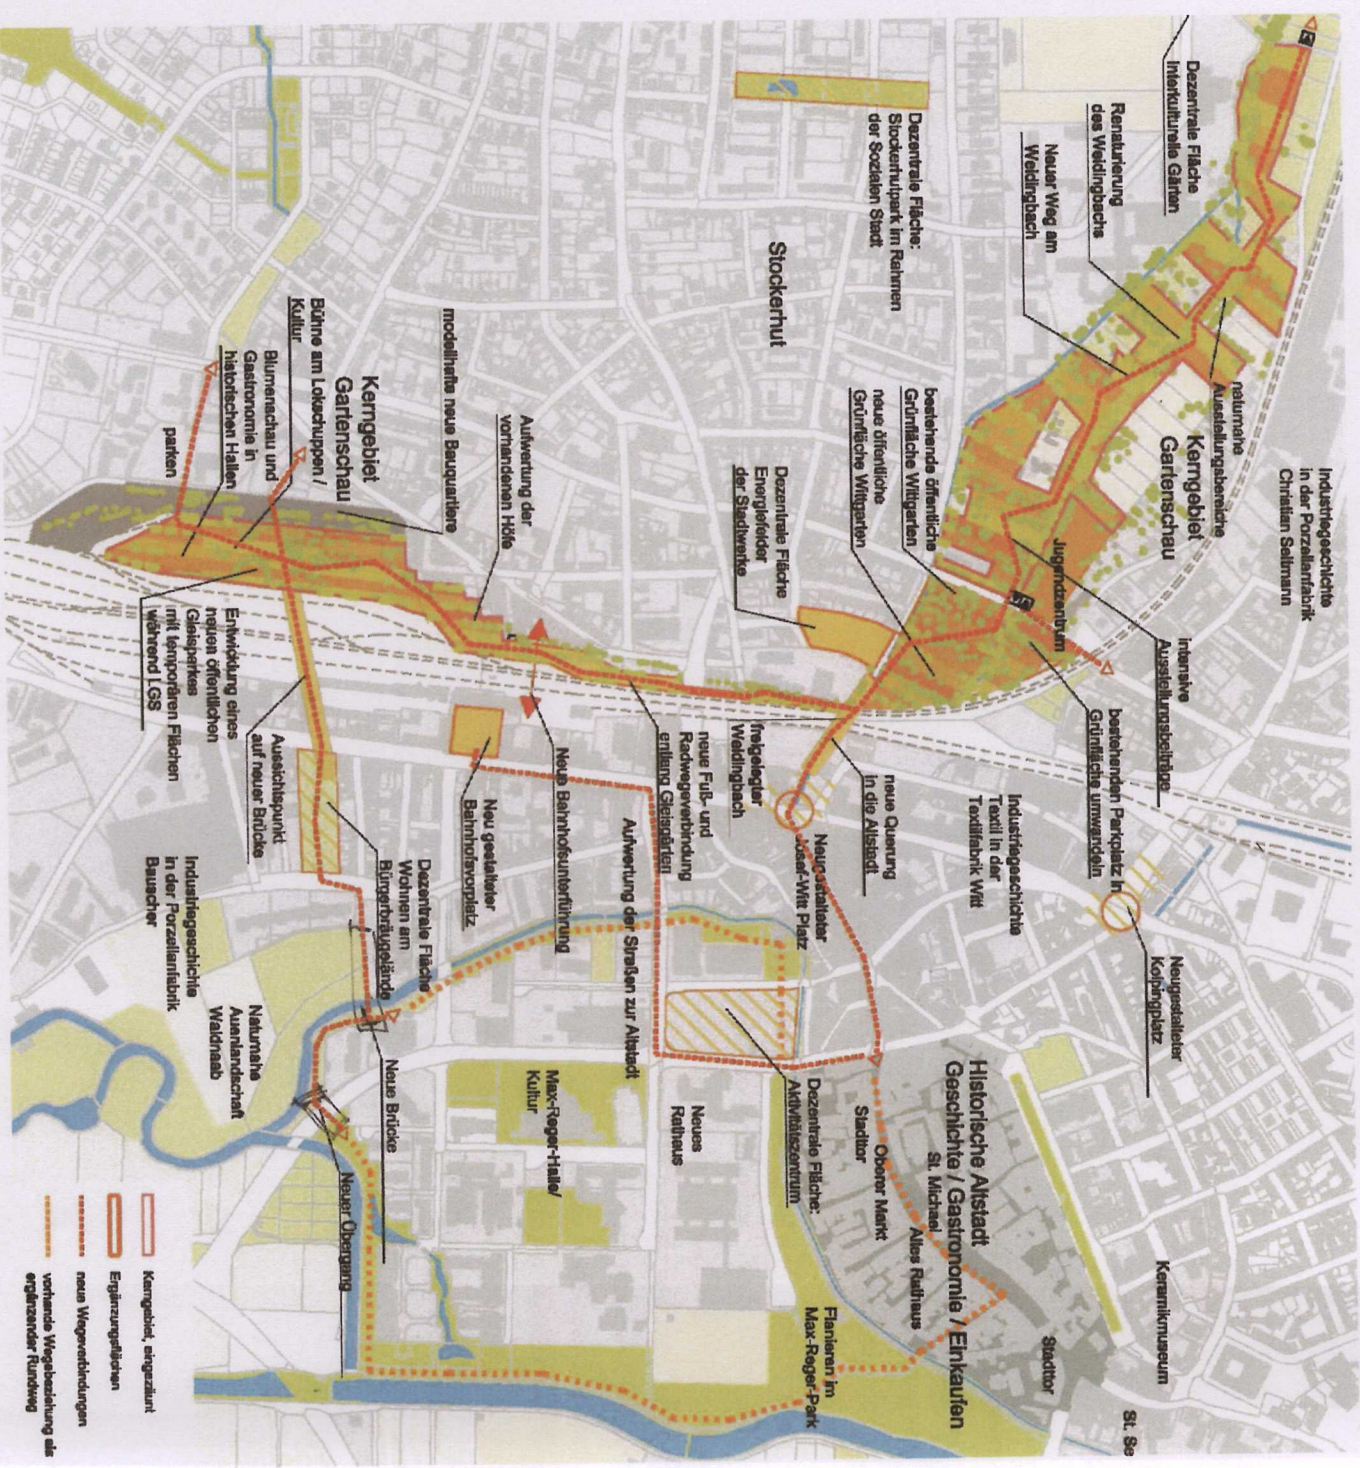 Industriegeschichte
in der Porzellanfabrik
Christian Seltmann
Dezentrale Fläche
Interkulturelle Gärten
Renaturierung
des Weidingbachs
Neuer Weg am
Weidingbach
naturnahe
Ausstellungsbereiche
Kerngebiet
Gartenschau
Jugendzentrum
intensive
Ausstellungsbeiträge
bestehenden Parkplatz in
Grünfläche umwandeln
Neugestalteter
Kolpingplatz
Keramikmuseum
St. Se
Stadttor
Dezentrale Fläche:
Stockerhutpark im Rahmen
der Sozialen Stadt
Stockerhut
bestehende öffentliche
Grünfläche Wittgarten
neue öffentliche
Grünfläche Wittgarten
Dezentrale Fläche
Energiefelder
der Stadtwerke
Industriegeschichte
Textil in der
Textilfabrik Witt
neue Querung
in die Altstadt
Neugestalteter
Josef-Witt Platz
freigelegter
Weidingbach
neue Fuß- und
Radwegeverbindung
entlang Gleisgärten
Aufwertung der Straßen zur Altstadt
Historische Altstadt
Geschichte / Gastronomie / Einkaufen
St. Michael
Altes Rathaus
Oberer Markt
Stadttor
Flanieren im
Max-Reger-Park
Dezentrale Fläche:
Aktivitätszentrum
Neues
Rathaus
Max-Reger-Halle/
Kultur
Aufwertung der
vorhandenen Höfe
modellhafte neue Bauquartiere
Kerngebiet
Gartenschau
Bühne am Lokschuppen /
Kultur
Blumenschau und
Gastronomie in
historischen Hallen
parken
Neue Bahnhofsunterführung
Neu gestalteter
Bahnhofsvorplatz
Dezentrale Fläche
Wohnen am
Bürgerbräugelände
Aussichtspunkt
auf neuer Brücke
Entwicklung eines
neuen öffentlichen
Gleisparkes
mit temporären Flächen
während LGS
Industriegeschichte
in der Porzellanfabrik
Bauscher
Naturnahe
Auenlandschaft
Waldnaab
Neue Brücke
Neuer Übergang
Kerngebiet, eingezäunt
Ergänzungsflächen
neue Wegeverbindungen
vorhande Wegebeziehung als
ergänzender Rundweg